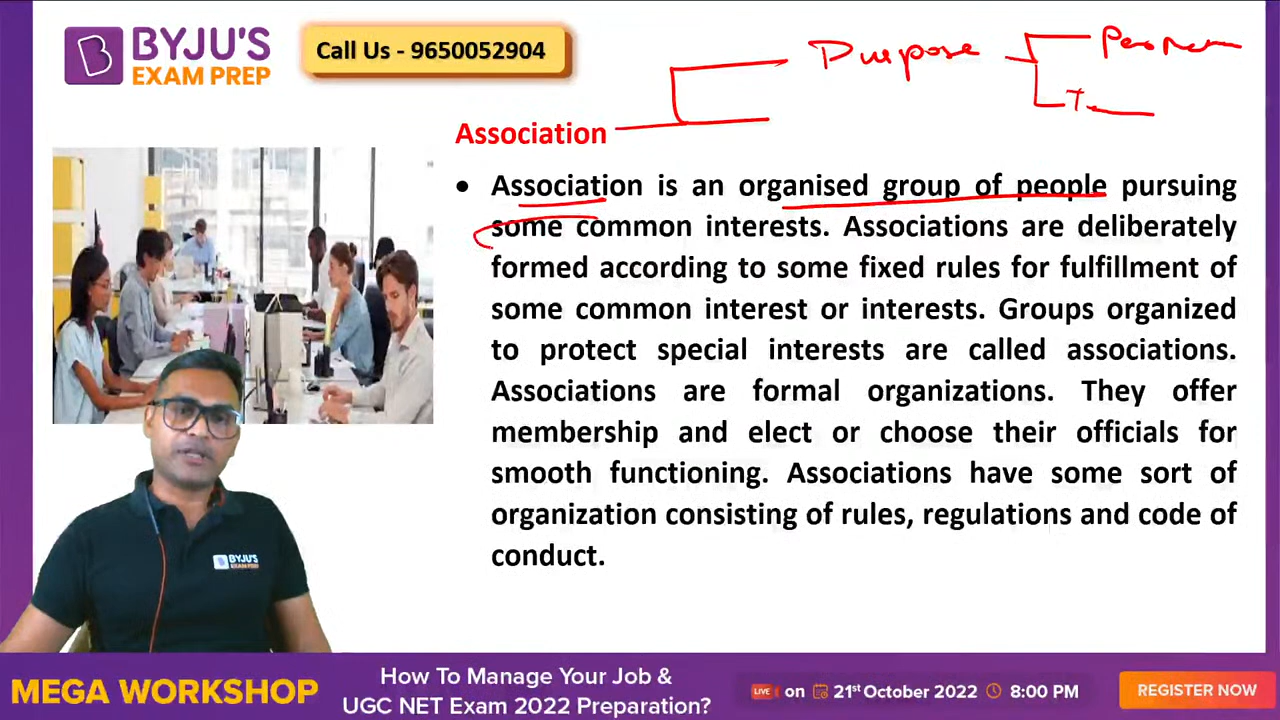 BYJU'S
EXAM PREP
Call Us - 9650052904
Purpose
Association
• Association is an organised group of people pursuing
some common interests. Associations are deliberately
formed according to some fixed rules for fulfillment of
some common interest or interests. Groups organized
to protect special interests are called associations.
Associations are formal organizations. They offer
membership and elect or choose their officials for
smooth functioning. Associations have some sort of
organization consisting of rules, regulations and code of
conduct.
BYJU'S
EXAM PREP
MEGA WORKSHOP
How To Manage Your Job &
UGC NET Exam 2022 Preparation?
LIVE on 21st October 2022 8:00 PM
REGISTER NOW